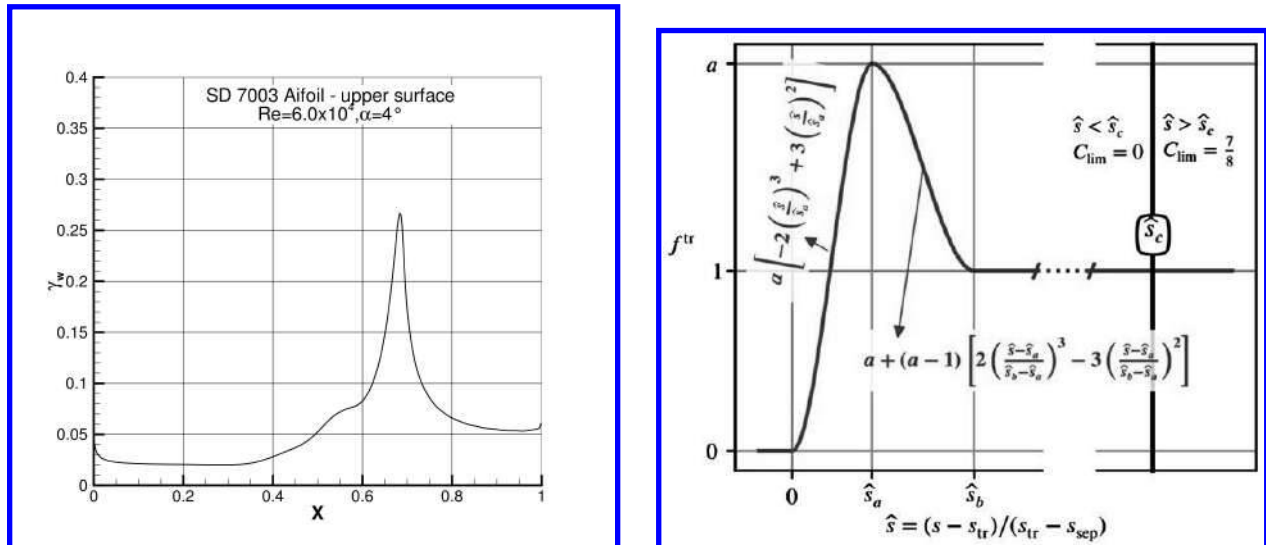 0.4
SD 7003 Aifoil - upper surface
Re=6.0x10⁴,α=4°
0.35
0.3
0.25
γw
0.2
0.15
0.1
0.05
0
0 0.2 0.4 0.6 0.8 1
X
a
a[-2(ŝ/ŝa)³+3(ŝ/ŝa)²]
ŝ < ŝc
Clim = 0
ŝ > ŝc
Clim = 7/8
ŝc
fᵗʳ
1
a + (a − 1) [2((ŝ−ŝa)/(ŝb−ŝa))³ − 3((ŝ−ŝa)/(ŝb−ŝa))²]
0
0 ŝa ŝb
ŝ = (s − str)/(str − ssep)